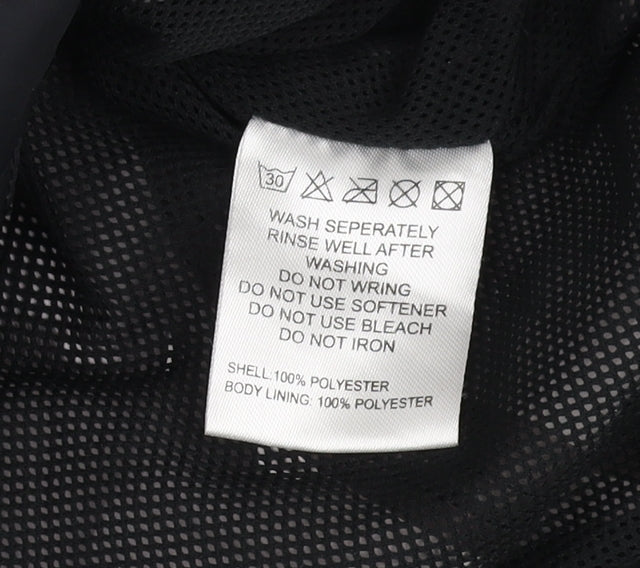 30
WASH SEPERATELY
RINSE WELL AFTER
WASHING
DO NOT WRING
DO NOT USE SOFTENER
DO NOT USE BLEACH
DO NOT IRON
SHELL:100% POLYESTER
BODY LINING: 100% POLYESTER